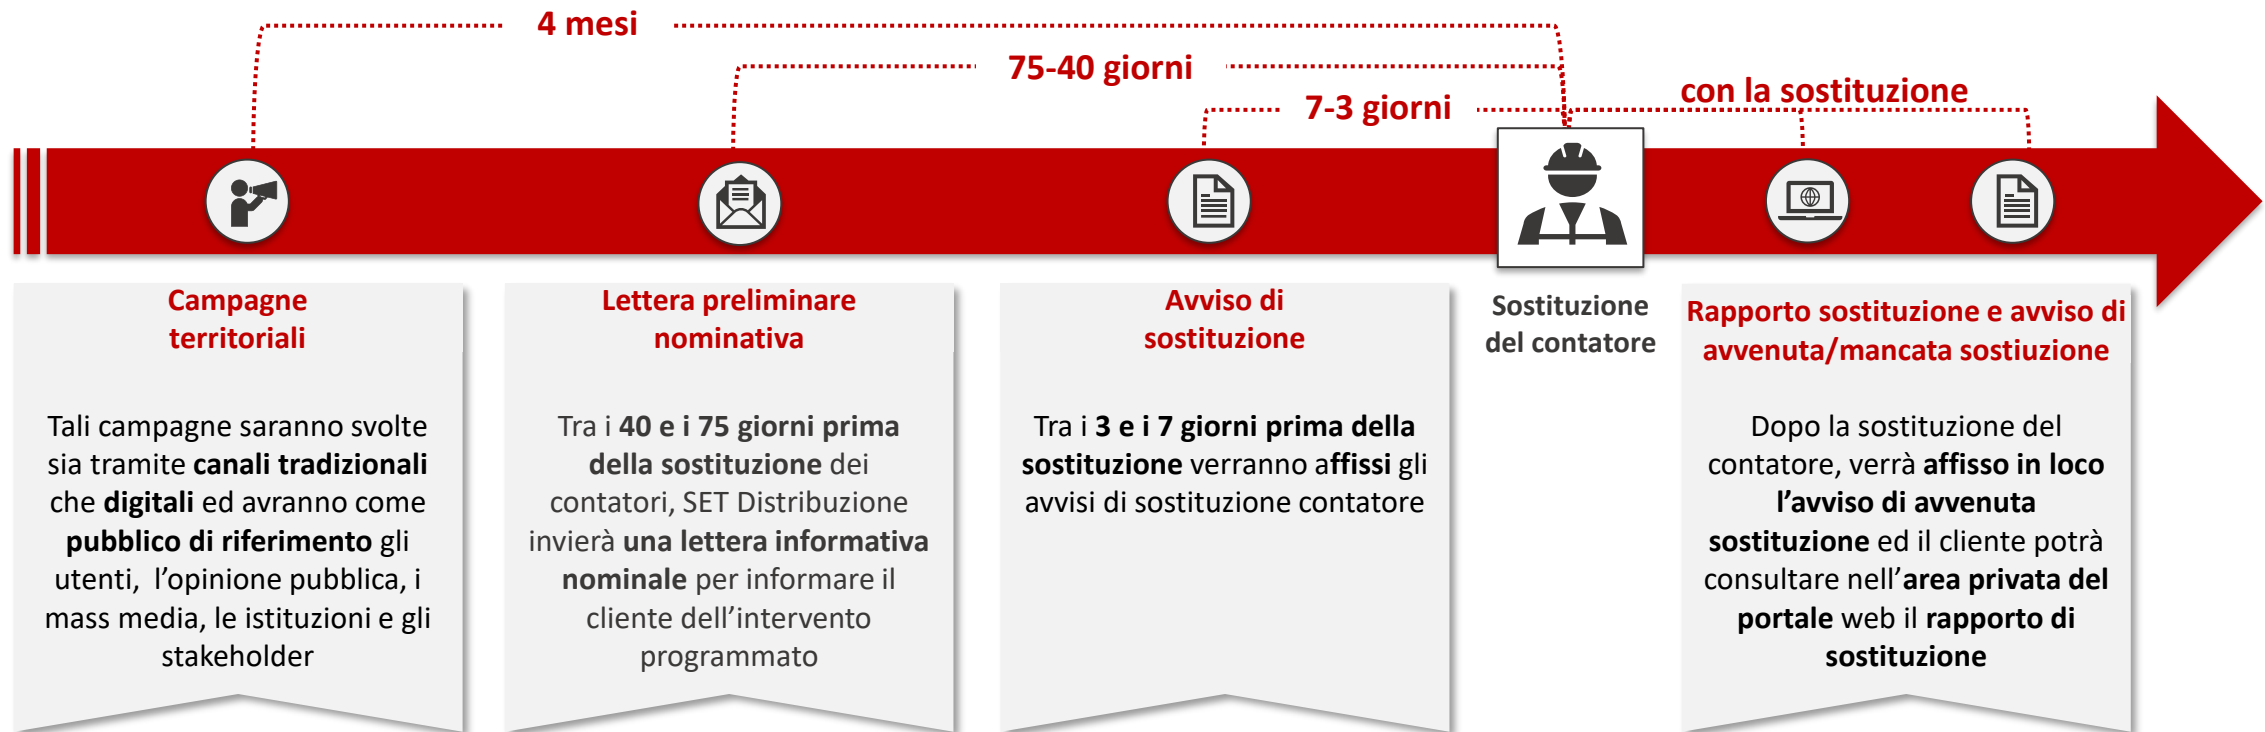 4 mesi
75-40 giorni
7-3 giorni
con la sostituzione
Campagne
territoriali
Tali campagne saranno svolte
sia tramite canali tradizionali
che digitali ed avranno come
pubblico di riferimento gli
utenti, l’opinione pubblica, i
mass media, le istituzioni e gli
stakeholder
Lettera preliminare
nominativa
Tra i 40 e i 75 giorni prima
della sostituzione dei
contatori, SET Distribuzione
invierà una lettera informativa
nominale per informare il
cliente dell’intervento
programmato
Avviso di
sostituzione
Tra i 3 e i 7 giorni prima della
sostituzione verranno affissi gli
avvisi di sostituzione contatore
Sostituzione
del contatore
Rapporto sostituzione e avviso di
avvenuta/mancata sostiuzione
Dopo la sostituzione del
contatore, verrà affisso in loco
l’avviso di avvenuta
sostituzione ed il cliente potrà
consultare nell’area privata del
portale web il rapporto di
sostituzione